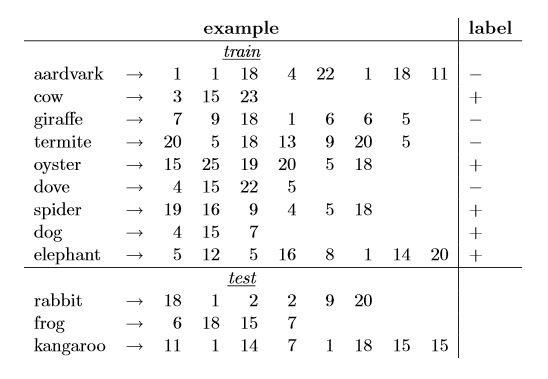 example label
train
aardvark → 1 1 18 4 22 1 18 11 −
cow → 3 15 23 +
giraffe → 7 9 18 1 6 6 5 −
termite → 20 5 18 13 9 20 5 −
oyster → 15 25 19 20 5 18 +
dove → 4 15 22 5 −
spider → 19 16 9 4 5 18 +
dog → 4 15 7 +
elephant → 5 12 5 16 8 1 14 20 +
test
rabbit → 18 1 2 2 9 20
frog → 6 18 15 7
kangaroo → 11 1 14 7 1 18 15 15